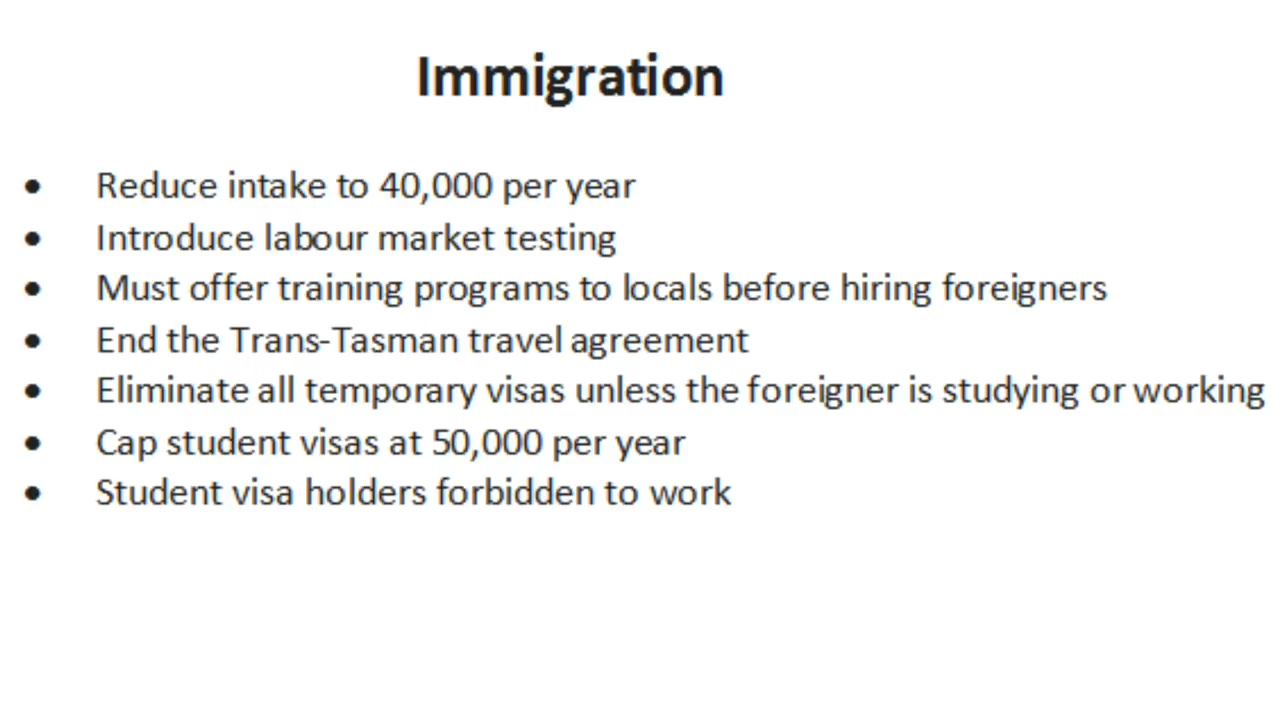 Immigration
• Reduce intake to 40,000 per year
• Introduce labour market testing
• Must offer training programs to locals before hiring foreigners
• End the Trans-Tasman travel agreement
• Eliminate all temporary visas unless the foreigner is studying or working
• Cap student visas at 50,000 per year
• Student visa holders forbidden to work